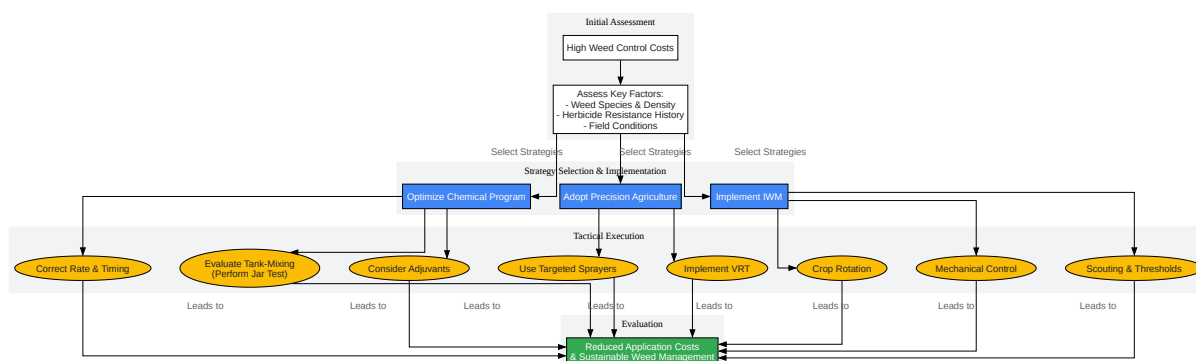 Initial Assessment
High Weed Control Costs
Assess Key Factors:
- Weed Species & Density
- Herbicide Resistance History
- Field Conditions
Select Strategies
Select Strategies
Select Strategies
Strategy Selection & Implementation
Optimize Chemical Program
Adopt Precision Agriculture
Implement IWM
Tactical Execution
Correct Rate & Timing
Evaluate Tank-Mixing
(Perform Jar Test)
Consider Adjuvants
Use Targeted Sprayers
Implement VRT
Crop Rotation
Mechanical Control
Scouting & Thresholds
Leads to
Leads to
Leads to
Leads to
Leads to
Leads to
Leads to
Leads to
Evaluation
Reduced Application Costs
& Sustainable Weed Management